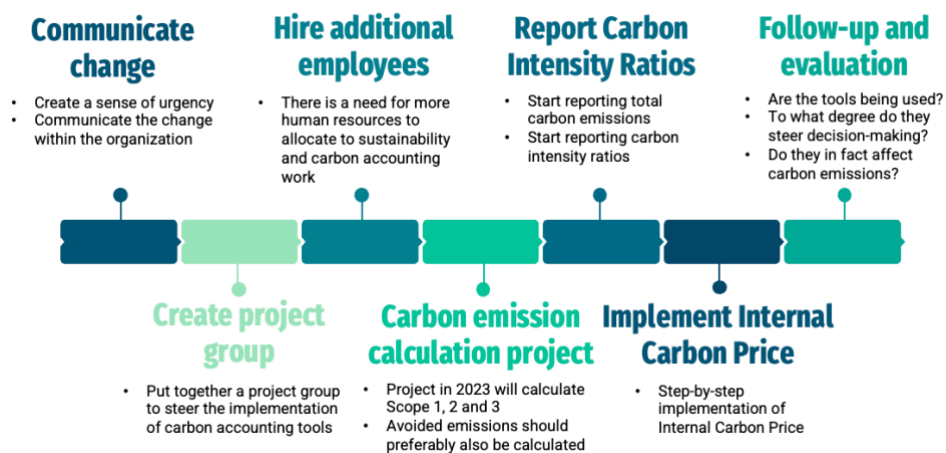 Communicate
change
• Create a sense of urgency
• Communicate the change
within the organization
Hire additional
employees
• There is a need for more
human resources to
allocate to sustainability
and carbon accounting
work
Report Carbon
Intensity Ratios
• Start reporting total
carbon emissions
• Start reporting carbon
intensity ratios
Follow-up and
evaluation
• Are the tools being used?
• To what degree do they
steer decision-making?
• Do they in fact affect
carbon emissions?
Create project
group
• Put together a project group
to steer the implementation
of carbon accounting tools
Carbon emission
calculation project
• Project in 2023 will calculate
Scope 1, 2 and 3
• Avoided emissions should
preferably also be calculated
Implement Internal
Carbon Price
• Step-by-step
implementation of
Internal Carbon Price